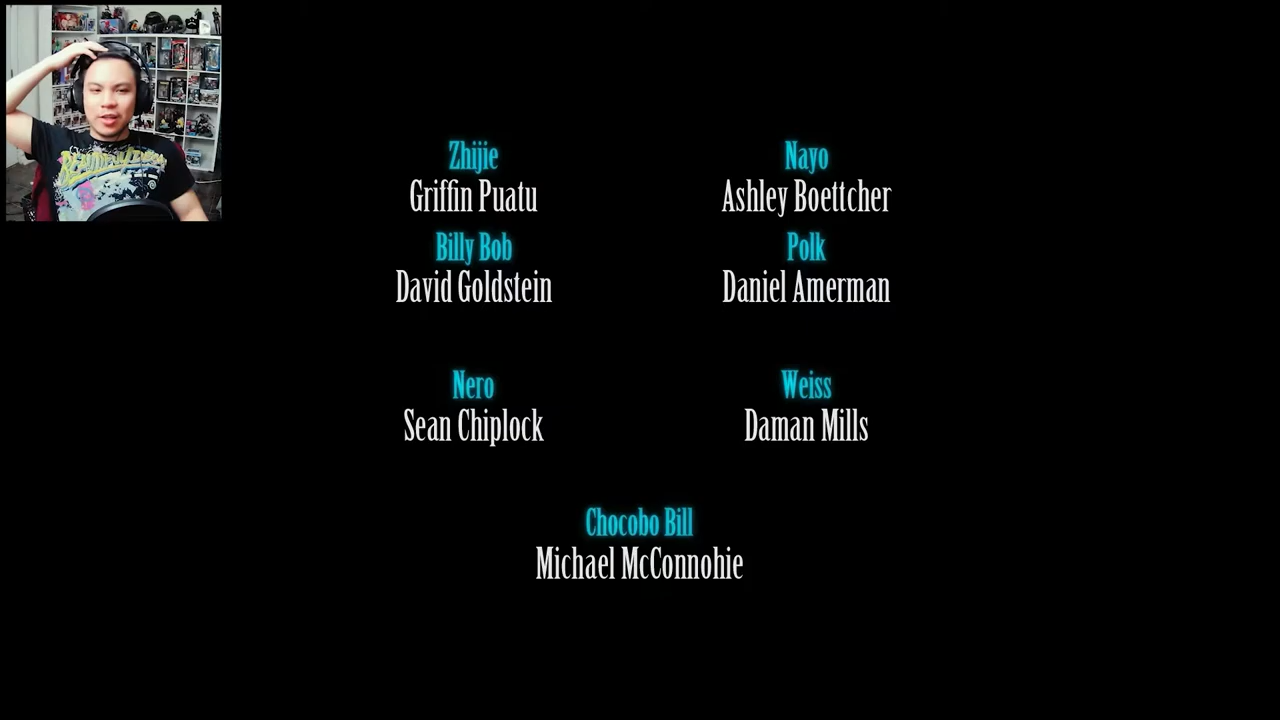 Zhijie
Griffin Puatu
Nayo
Ashley Boettcher
Billy Bob
David Goldstein
Polk
Daniel Amerman
Nero
Sean Chiplock
Weiss
Daman Mills
Chocobo Bill
Michael McConnohie